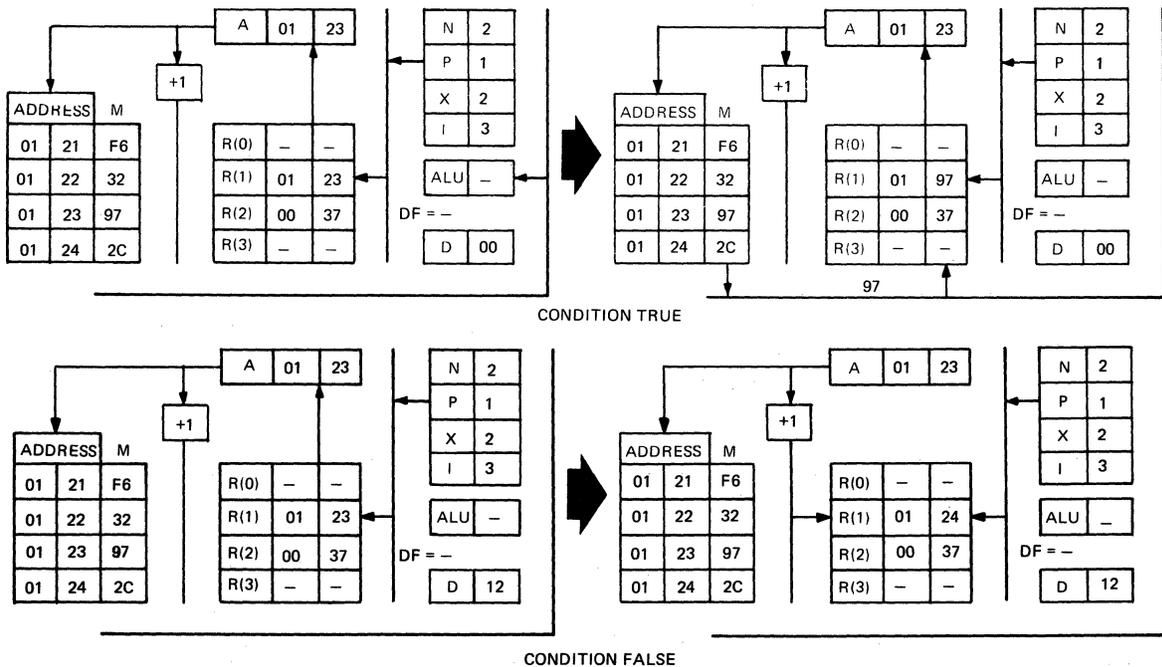 A 01 23
N 2
P 1
X 2
I 3
+1
ADDRESS M
01 21 F6
01 22 32
01 23 97
01 24 2C
R(0) – –
R(1) 01 23
R(2) 00 37
R(3) – –
ALU –
DF = –
D 00
A 01 23
N 2
P 1
X 2
I 3
+1
ADDRESS M
01 21 F6
01 22 32
01 23 97
01 24 2C
R(0) – –
R(1) 01 97
R(2) 00 37
R(3) – –
ALU –
DF = –
D 00
97
CONDITION TRUE
A 01 23
N 2
P 1
X 2
I 3
+1
ADDRESS M
01 21 F6
01 22 32
01 23 97
01 24 2C
R(0) – –
R(1) 01 23
R(2) 00 37
R(3) – –
ALU –
DF = –
D 12
A 01 23
N 2
P 1
X 2
I 3
+1
ADDRESS M
01 21 F6
01 22 32
01 23 97
01 24 2C
R(0) – –
R(1) 01 24
R(2) 00 37
R(3) – –
ALU –
DF = –
D 12
CONDITION FALSE